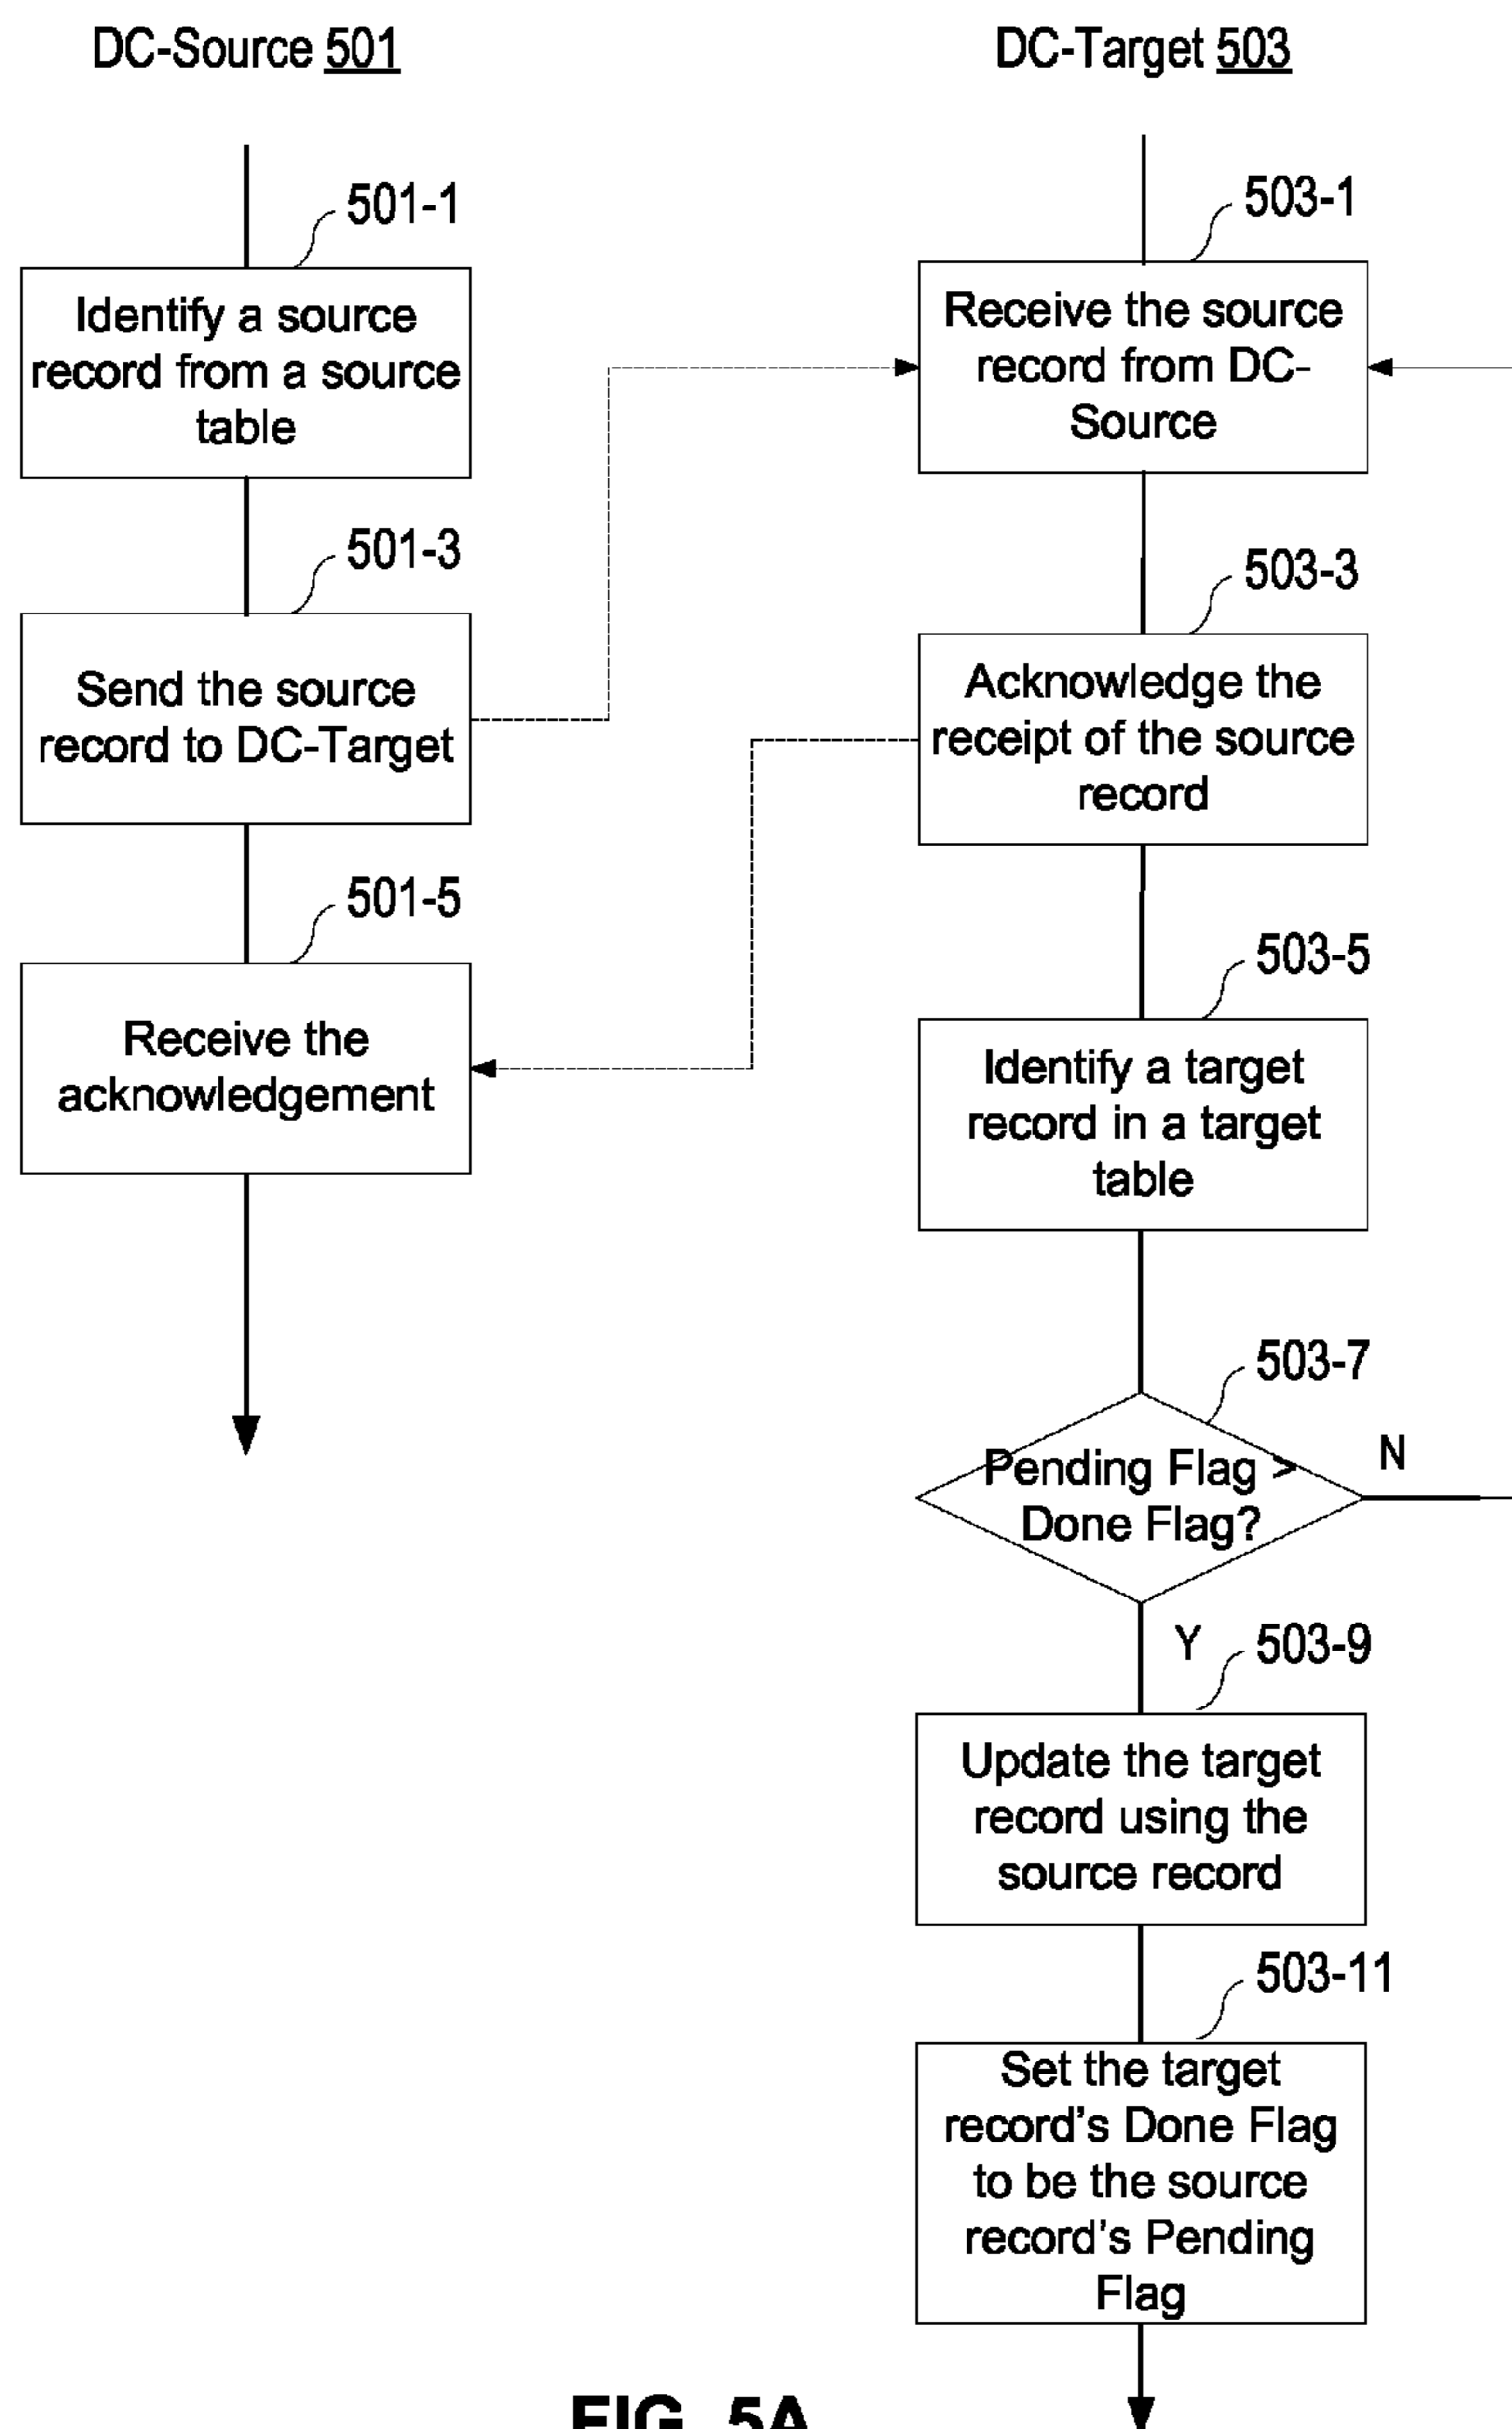 DC-Source 501
501-1
Identify a source
record from a source
table
501-3
Send the source
record to DC-Target
501-5
Receive the
acknowledgement
DC-Target 503
503-1
Receive the source
record from DC-
Source
503-3
Acknowledge the
receipt of the source
record
503-5
Identify a target
record in a target
table
503-7
Pending Flag >
Done Flag?
N
Y
503-9
Update the target
record using the
source record
503-11
Set the target
record's Done Flag
to be the source
record's Pending
Flag
FIG. 5A